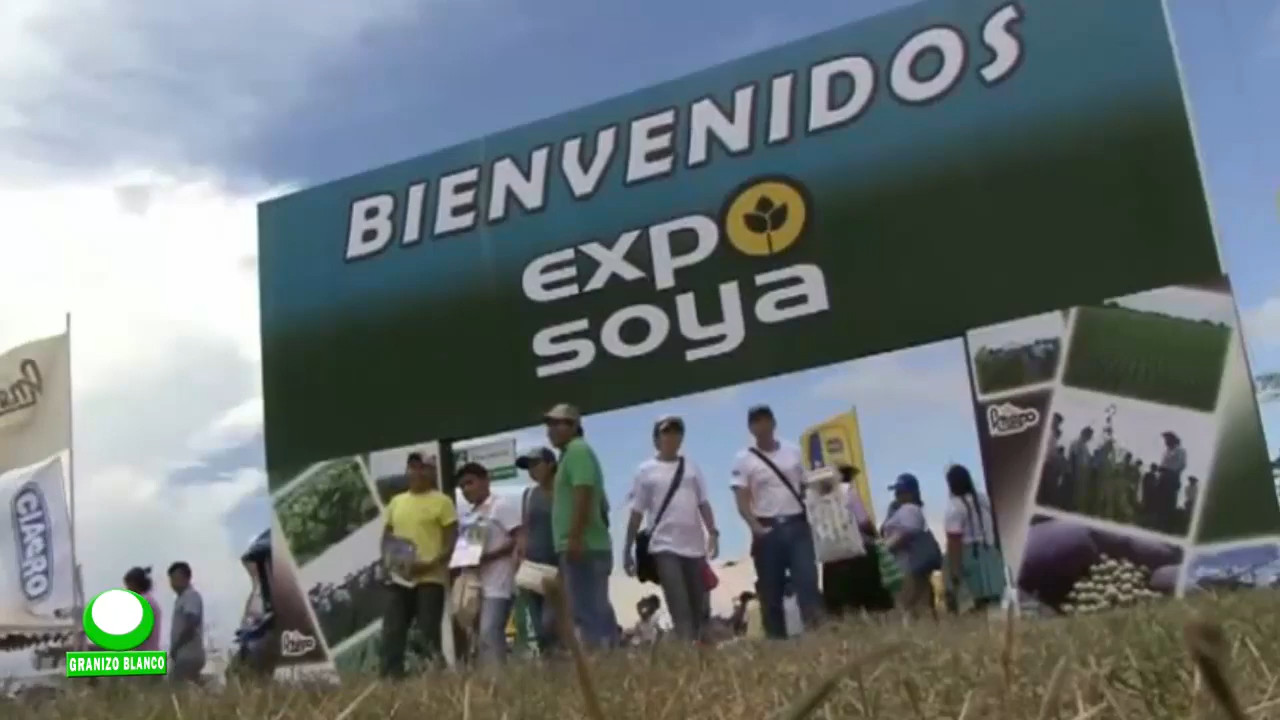 BIENVENIDOS
EXPO
SOYA
CIAGRO
GRANIZO BLANCO